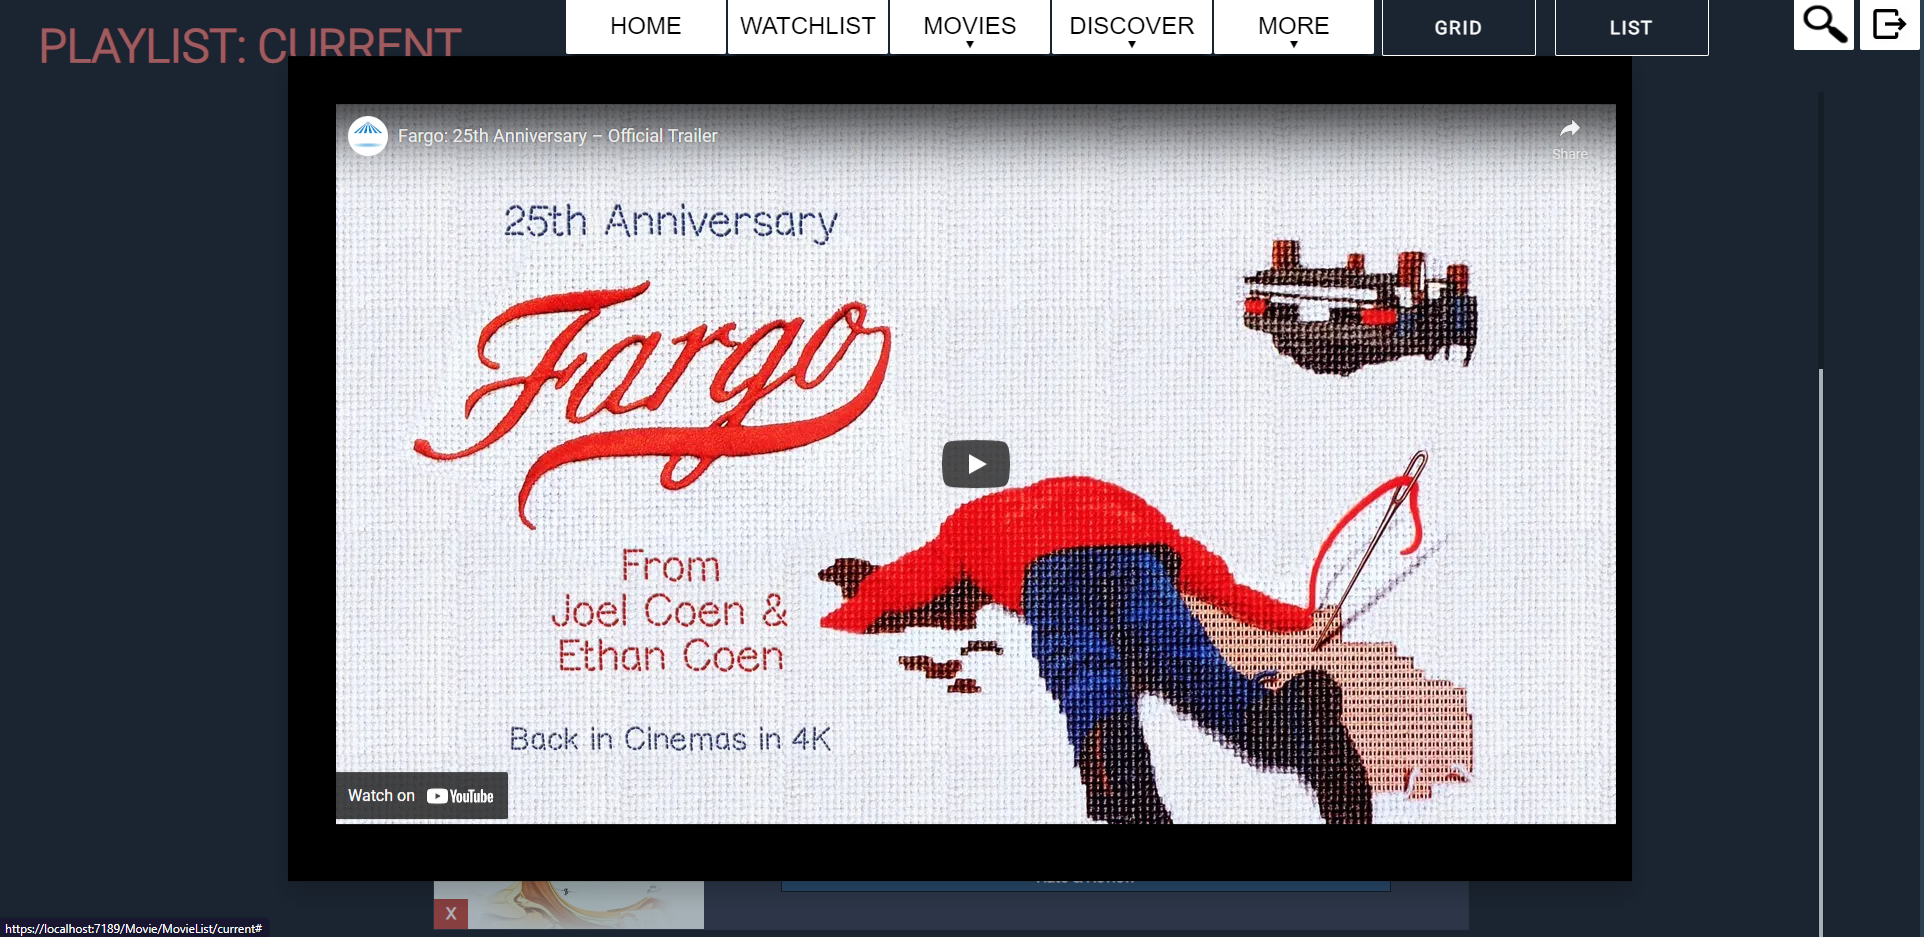 PLAYLIST: CURRENT
HOME
WATCHLIST
MOVIES
DISCOVER
MORE
GRID
LIST
Fargo: 25th Anniversary – Official Trailer
Share
25th Anniversary
Fargo
From
Joel Coen &
Ethan Coen
Back in Cinemas in 4K
Watch on YouTube
X
https://localhost:7189/Movie/MovieList/current#